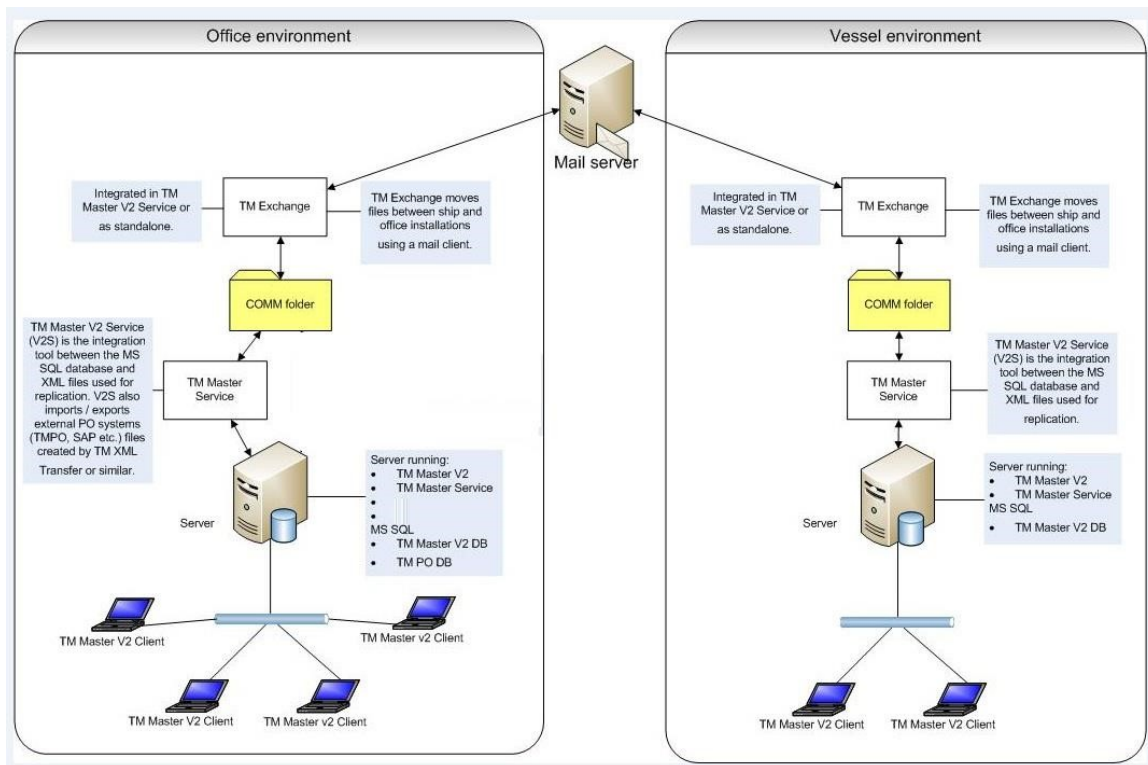 Office environment
Vessel environment
Mail server
Integrated in TM
Master V2 Service or
as standalone.
TM Exchange
TM Exchange moves
files between ship and
office installations
using a mail client.
COMM folder
TM Master V2 Service
(V2S) is the integration
tool between the MS
SQL database and
XML files used for
replication. V2S also
imports / exports
external PO systems
(TMPO, SAP etc.) files
created by TM XML
Transfer or similar.
TM Master
Service
Server
Server running:
• TM Master V2
• TM Master Service
•
•
MS SQL
• TM Master V2 DB
• TM PO DB
TM Master V2 Client
TM Master v2 Client
TM Master V2 Client
TM Master v2 Client
Integrated in TM
Master V2 Service or
as standalone.
TM Exchange
TM Exchange moves
files between ship and
office installations
using a mail client.
COMM folder
TM Master
Service
TM Master V2 Service
(V2S) is the integration
tool between the MS
SQL database and
XML files used for
replication.
Server
Server running:
• TM Master V2
• TM Master Service
MS SQL
• TM Master V2 DB
TM Master V2 Client
TM Master V2 Client